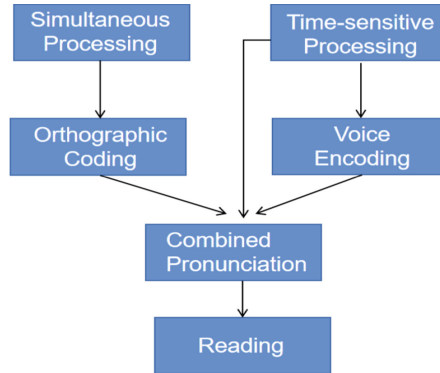 Simultaneous
Processing
Time-sensitive
Processing
Orthographic
Coding
Voice
Encoding
Combined
Pronunciation
Reading